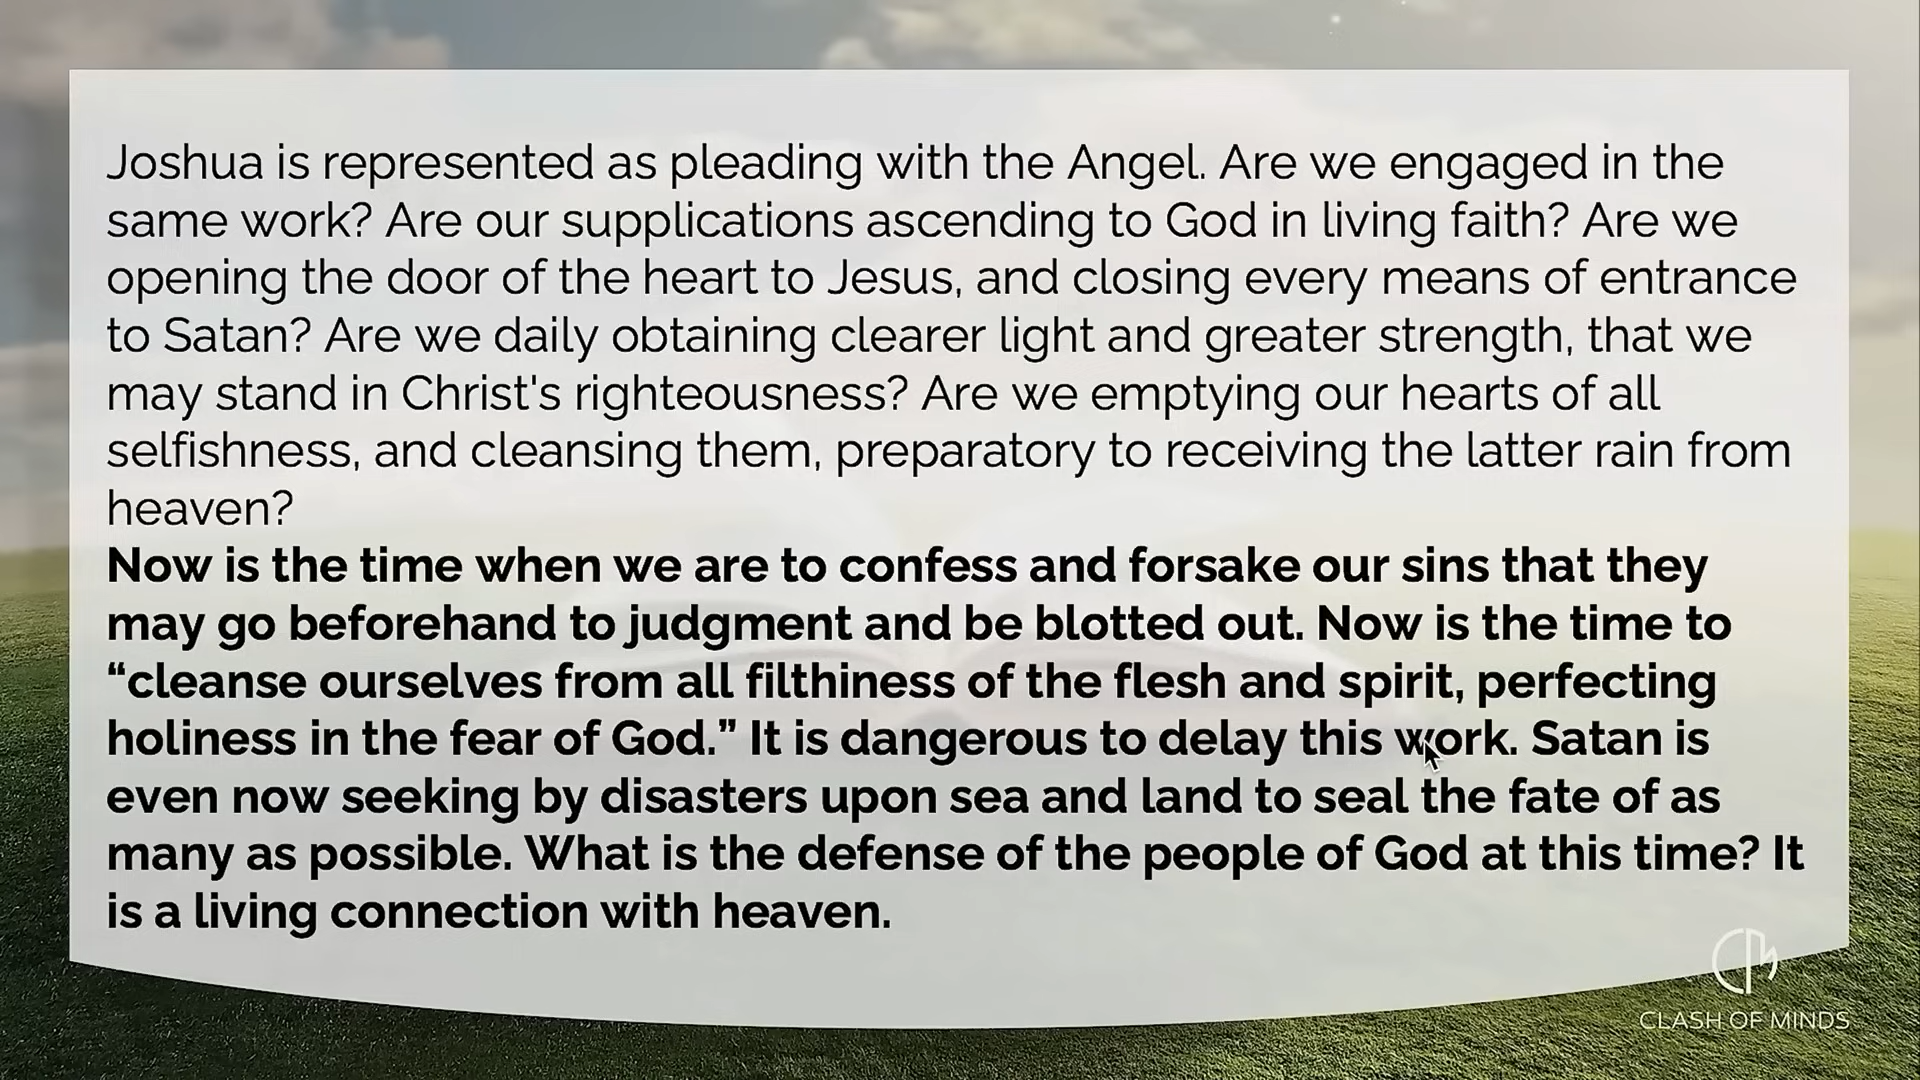 Joshua is represented as pleading with the Angel. Are we engaged in the
same work? Are our supplications ascending to God in living faith? Are we
opening the door of the heart to Jesus, and closing every means of entrance
to Satan? Are we daily obtaining clearer light and greater strength, that we
may stand in Christ's righteousness? Are we emptying our hearts of all
selfishness, and cleansing them, preparatory to receiving the latter rain from
heaven?
Now is the time when we are to confess and forsake our sins that they
may go beforehand to judgment and be blotted out. Now is the time to
“cleanse ourselves from all filthiness of the flesh and spirit, perfecting
holiness in the fear of God.” It is dangerous to delay this work. Satan is
even now seeking by disasters upon sea and land to seal the fate of as
many as possible. What is the defense of the people of God at this time? It
is a living connection with heaven.
CLASH OF MINDS